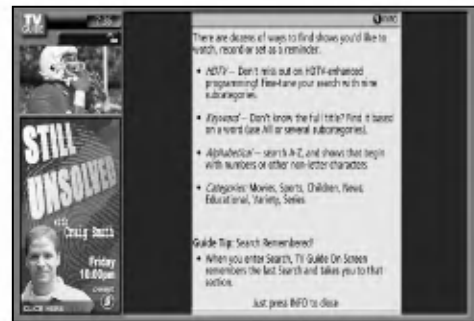 TV
GUIDE
INFO
There are dozens of ways to find shows you'd like to
watch, record or set as a reminder.
• HDTV – Don't miss out on HDTV-enhanced
programming! Fine-tune your search with nine
subcategories.
• Keyword – Don't know the full title? Find it based
on a word (use All or several subcategories).
• Alphabetical – search A-Z, and shows that begin
with numbers or other non-letter characters
• Categories: Movies, Sports, Children, News,
Educational, Variety, Series
Guide Tip: Search Remembered!
• When you enter Search, TV Guide On Screen
remembers the last Search and takes you to that
section.
Just press INFO to close
STILL
UNSOLVED
with
Craig Smith
Friday
10:00pm
CLICK HERE